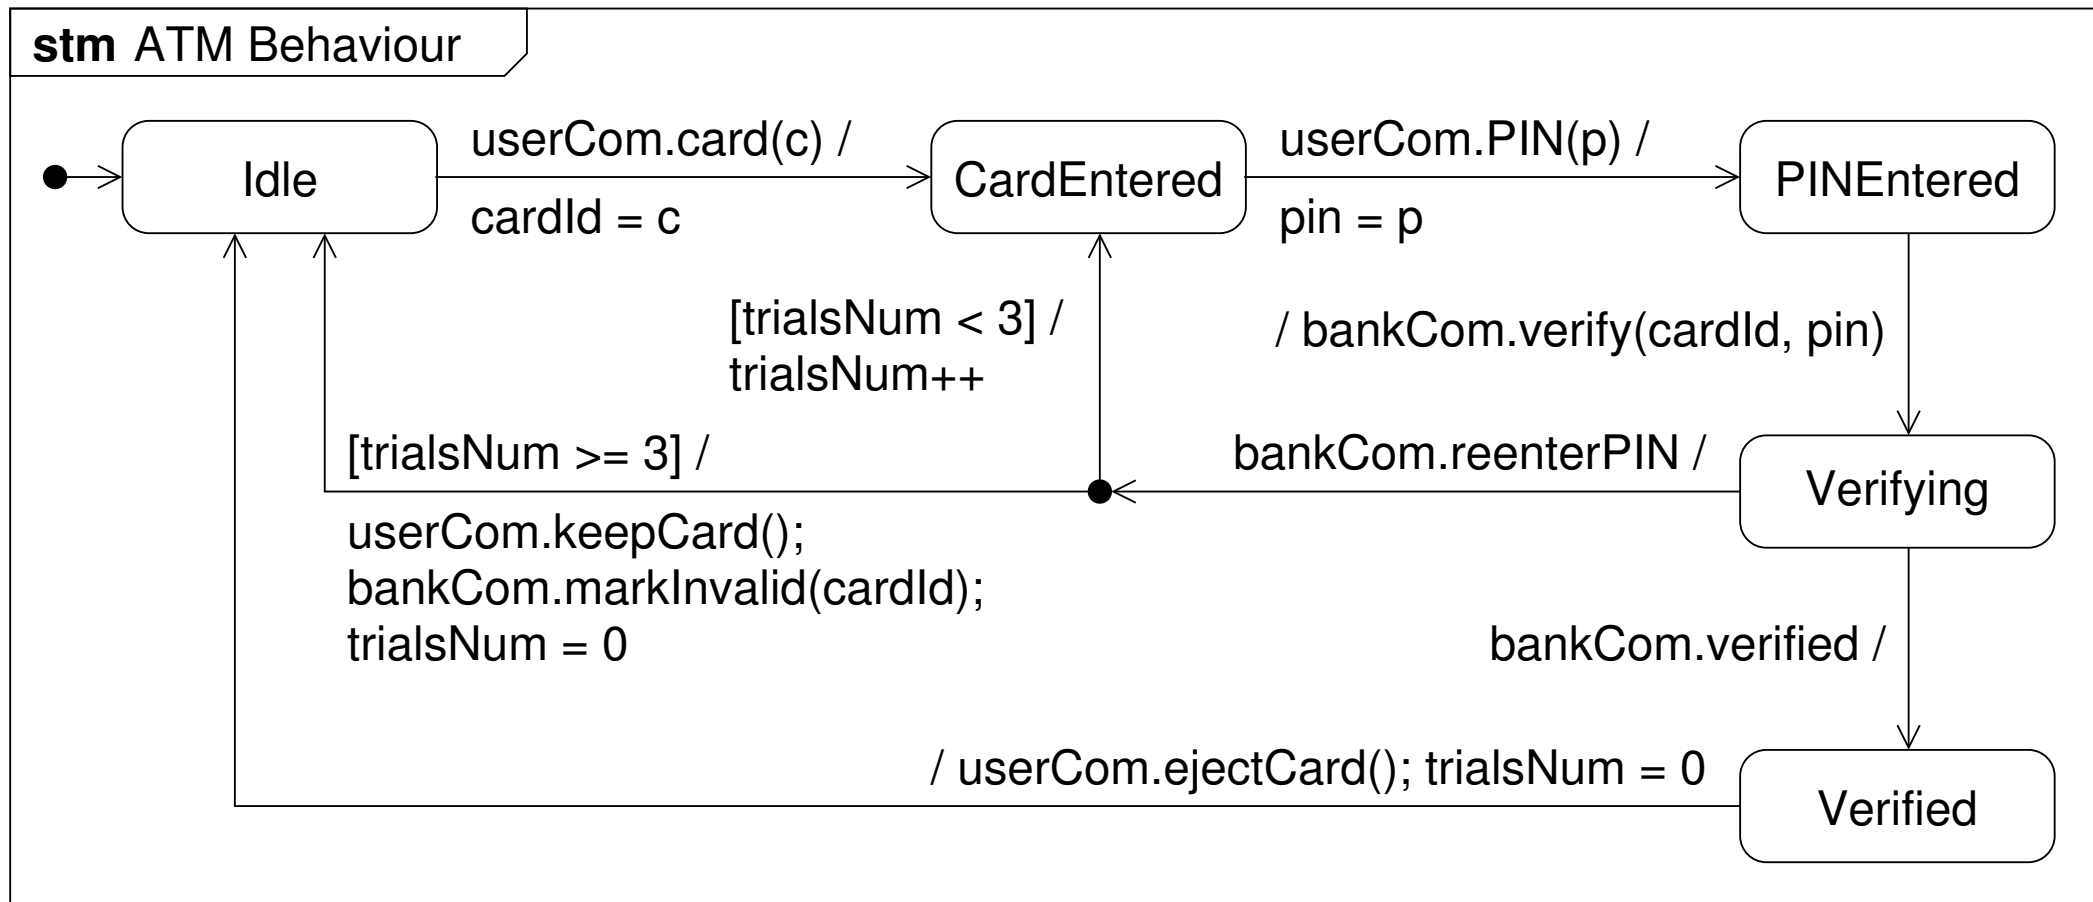 stm ATM Behaviour
userCom.card(c) /
userCom.PIN(p) /
Idle
CardEntered
PINEntered
cardId = c
pin = p
[trialsNum < 3] /
trialsNum++
/ bankCom.verify(cardId, pin)
[trialsNum >= 3] /
bankCom.reenterPIN /
Verifying
userCom.keepCard();
bankCom.markInvalid(cardId);
trialsNum = 0
bankCom.verified /
/ userCom.ejectCard(); trialsNum = 0
Verified